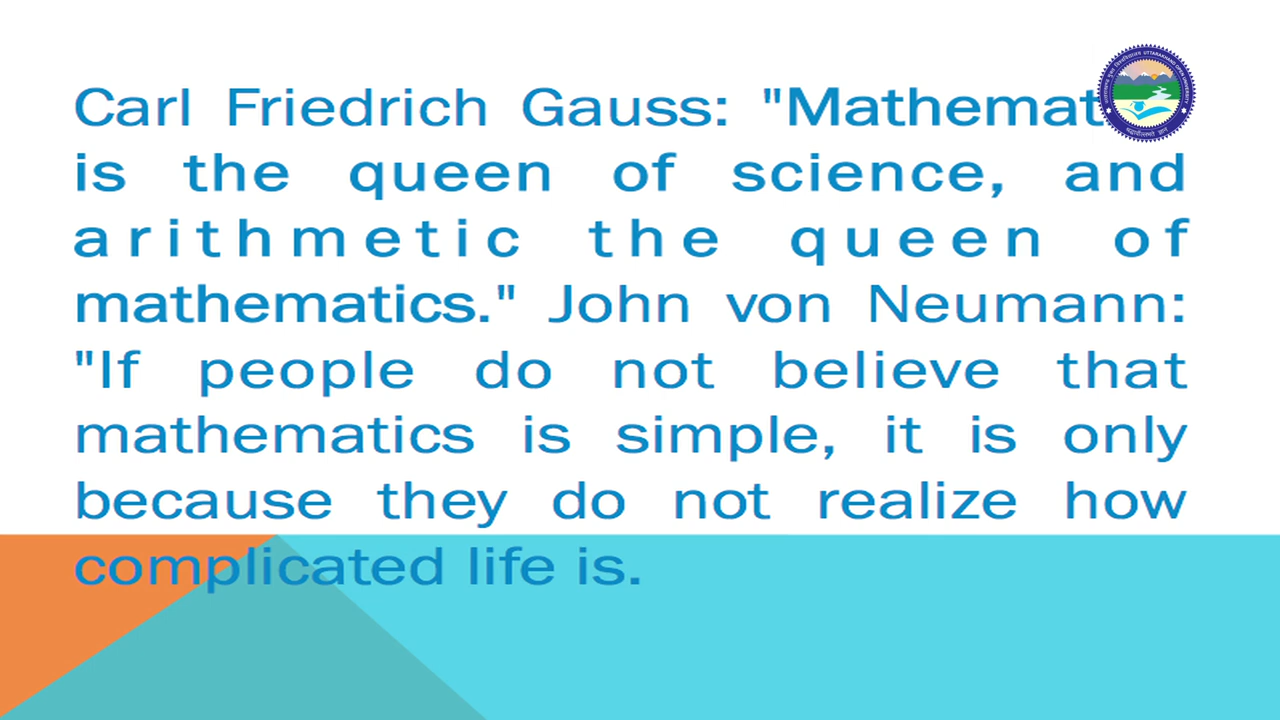 Carl Friedrich Gauss: "Mathemat
is the queen of science, and
arithmetic the queen of
mathematics." John von Neumann:
"If people do not believe that
mathematics is simple, it is only
because they do not realize how
complicated life is.